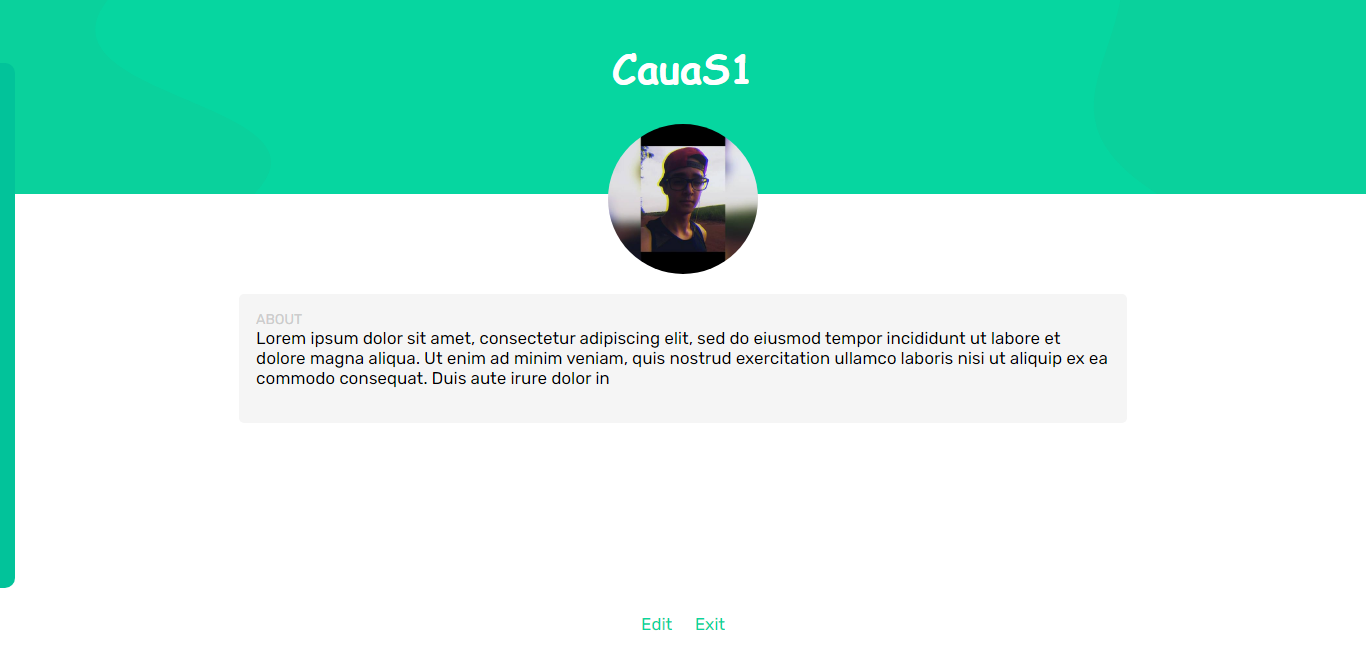 CauaS1
ABOUT
Lorem ipsum dolor sit amet, consectetur adipiscing elit, sed do eiusmod tempor incididunt ut labore et
dolore magna aliqua. Ut enim ad minim veniam, quis nostrud exercitation ullamco laboris nisi ut aliquip ex ea
commodo consequat. Duis aute irure dolor in
Edit Exit